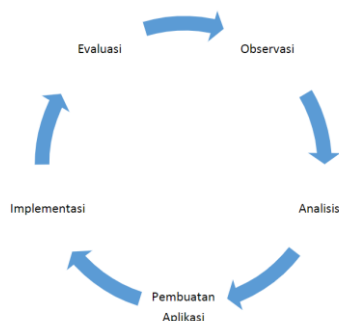 Evaluasi
Observasi
Implementasi
Analisis
Pembuatan
Aplikasi